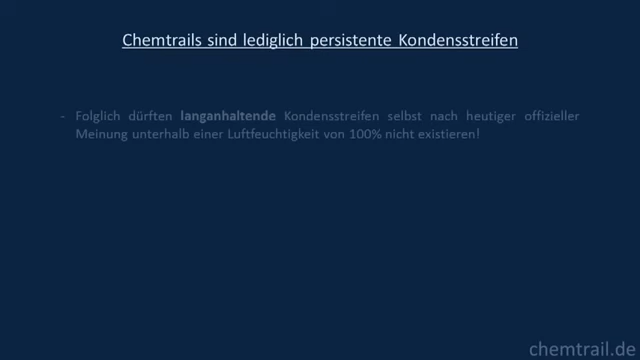 Chemtrails sind lediglich persistente Kondensstreifen
- Folglich dürften langanhaltende Kondensstreifen selbst nach heutiger offizieller
Meinung unterhalb einer Luftfeuchtigkeit von 100% nicht existieren!
chemtrail.de